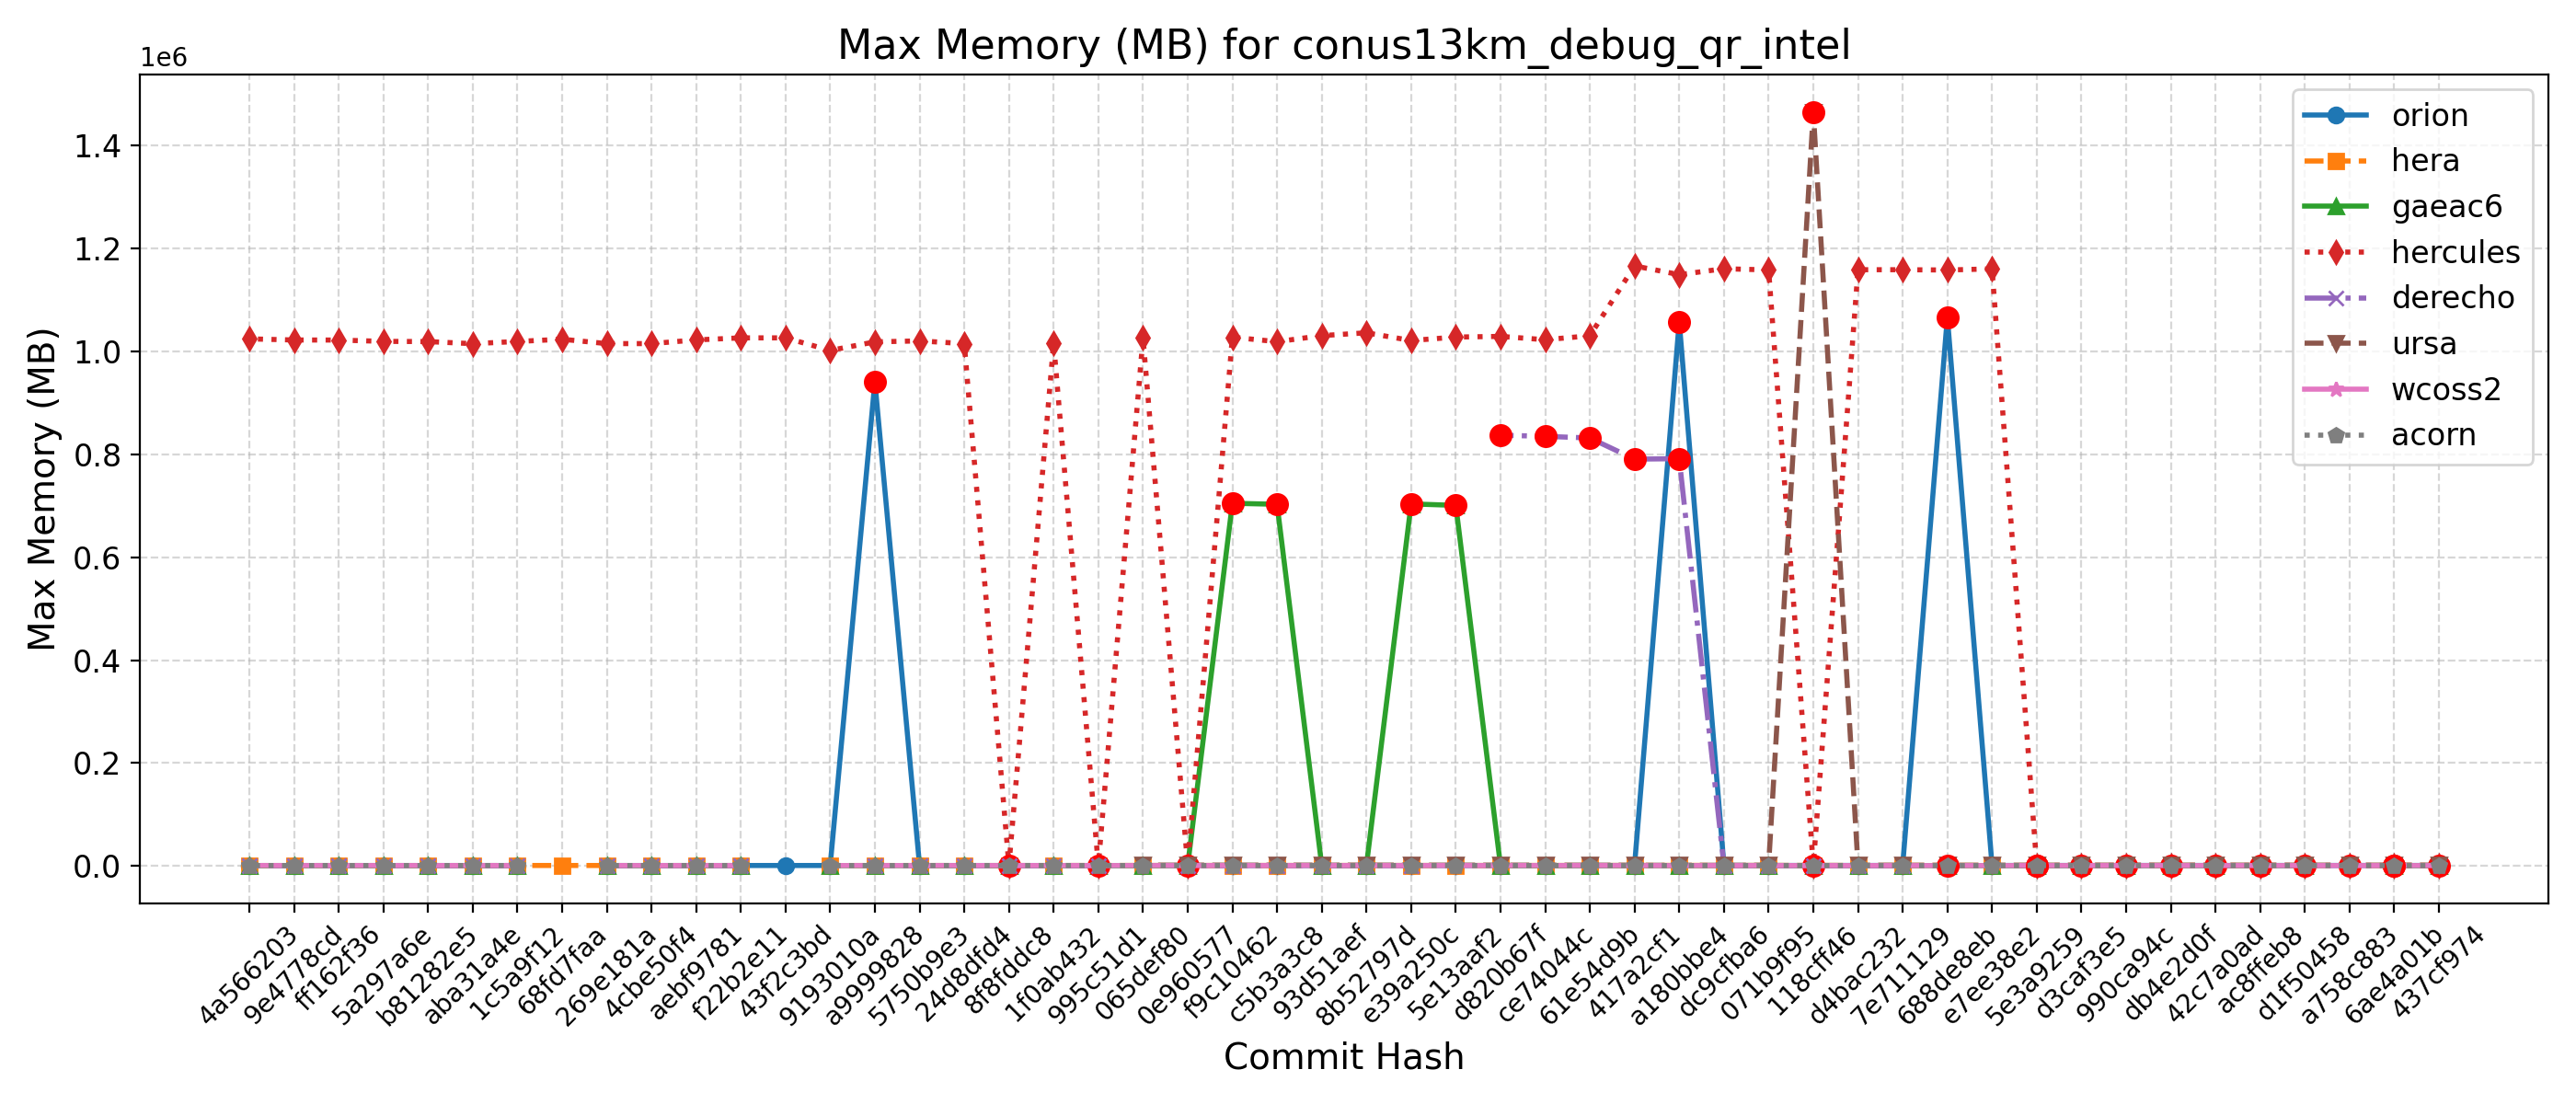 Max Memory (MB) for conus13km_debug_qr_intel
1e6
1.4
1.2
1.0
0.8
0.6
0.4
0.2
0.0
Max Memory (MB)
orion
hera
gaeac6
hercules
derecho
ursa
wcoss2
acorn
4a566203
9e4778cd
ff162f36
5a297a6e
b81282e5
aba31a4e
1c5a9f12
68fd7faa
269e181a
4cbe50f4
aebf9781
f22b2e11
43f2c3bd
9193010a
a9999828
5750b9e3
24d8dfd4
8f8fddc8
1f0ab432
995c51d1
065def80
0e960577
f9c10462
c5b3a3c8
93d51aef
8b52797d
e39a250c
5e13aaf2
d820b67f
ce74044c
61e54d9b
417a2cf1
a180bbe4
dc9cfba6
071b9f95
118cff46
d4bac232
7e711129
688de8eb
e7ee38e2
5e3a9259
d3caf3e5
990ca94c
db4e2d0f
42c7a0ad
ac8ffeb8
d1f50458
a758c883
6ae4a01b
437cf974
Commit Hash